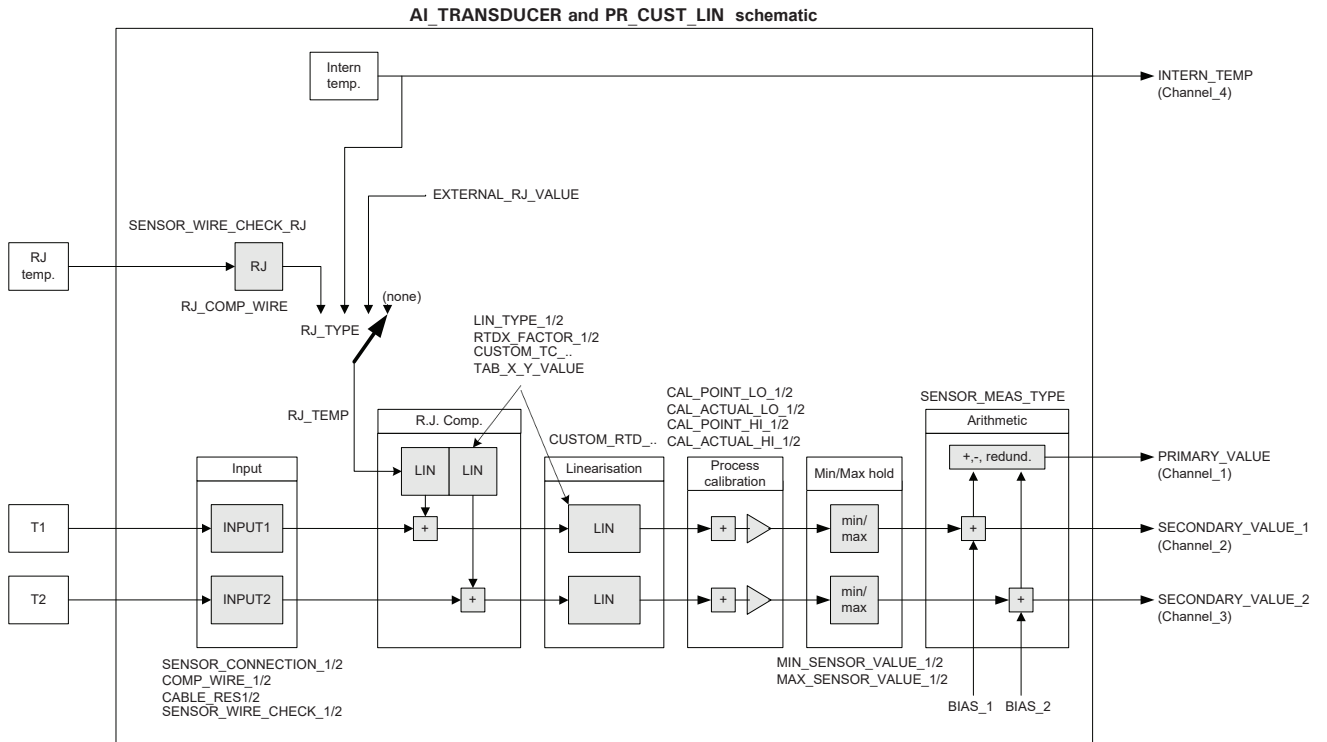 AI_TRANSDUCER and PR_CUST_LIN schematic
Intern
temp.
INTERN_TEMP
(Channel_4)
EXTERNAL_RJ_VALUE
SENSOR_WIRE_CHECK_RJ
RJ
temp.
RJ
RJ_COMP_WIRE
(none)
RJ_TYPE
LIN_TYPE_1/2
RTDX_FACTOR_1/2
CUSTOM_TC_..
TAB_X_Y_VALUE
RJ_TEMP
R.J. Comp.
LIN
LIN
+
+
CUSTOM_RTD_..
CAL_POINT_LO_1/2
CAL_ACTUAL_LO_1/2
CAL_POINT_HI_1/2
CAL_ACTUAL_HI_1/2
SENSOR_MEAS_TYPE
Arithmetic
+,-, redund.
PRIMARY_VALUE
(Channel_1)
Input
Linearisation
Process
calibration
Min/Max hold
T1
INPUT1
LIN
+
min/
max
+
SECONDARY_VALUE_1
(Channel_2)
T2
INPUT2
LIN
+
min/
max
+
SECONDARY_VALUE_2
(Channel_3)
SENSOR_CONNECTION_1/2
COMP_WIRE_1/2
CABLE_RES1/2
SENSOR_WIRE_CHECK_1/2
MIN_SENSOR_VALUE_1/2
MAX_SENSOR_VALUE_1/2
BIAS_1
BIAS_2